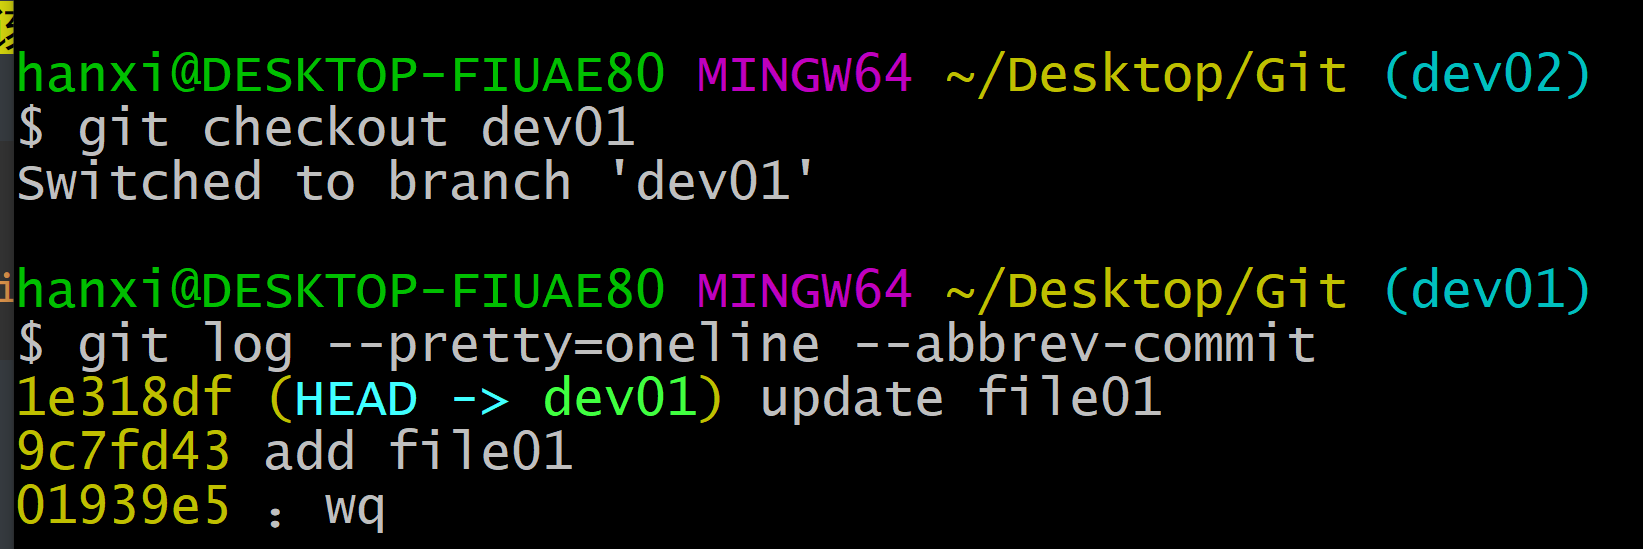 hanxi@DESKTOP-FIUAE80 MINGW64 ~/Desktop/Git (dev02)
$ git checkout dev01
Switched to branch 'dev01'
hanxi@DESKTOP-FIUAE80 MINGW64 ~/Desktop/Git (dev01)
$ git log --pretty=oneline --abbrev-commit
1e318df (HEAD -> dev01) update file01
9c7fd43 add file01
01939e5 ：wq